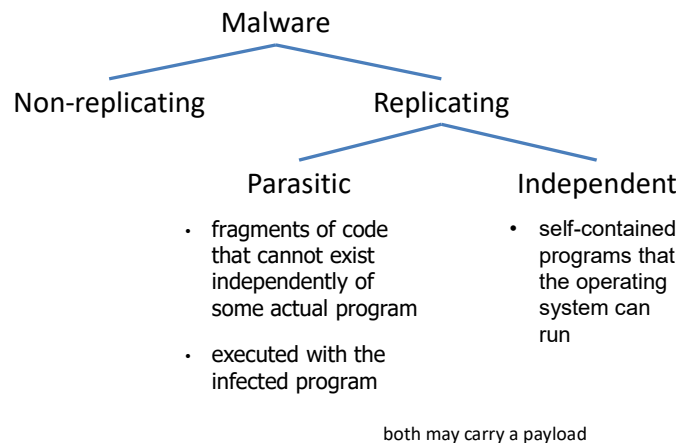 Malware
Non-replicating
Replicating
Parasitic
Independent
• fragments of code
that cannot exist
independently of
some actual program
• executed with the
infected program
• self-contained
programs that
the operating
system can
run
both may carry a payload